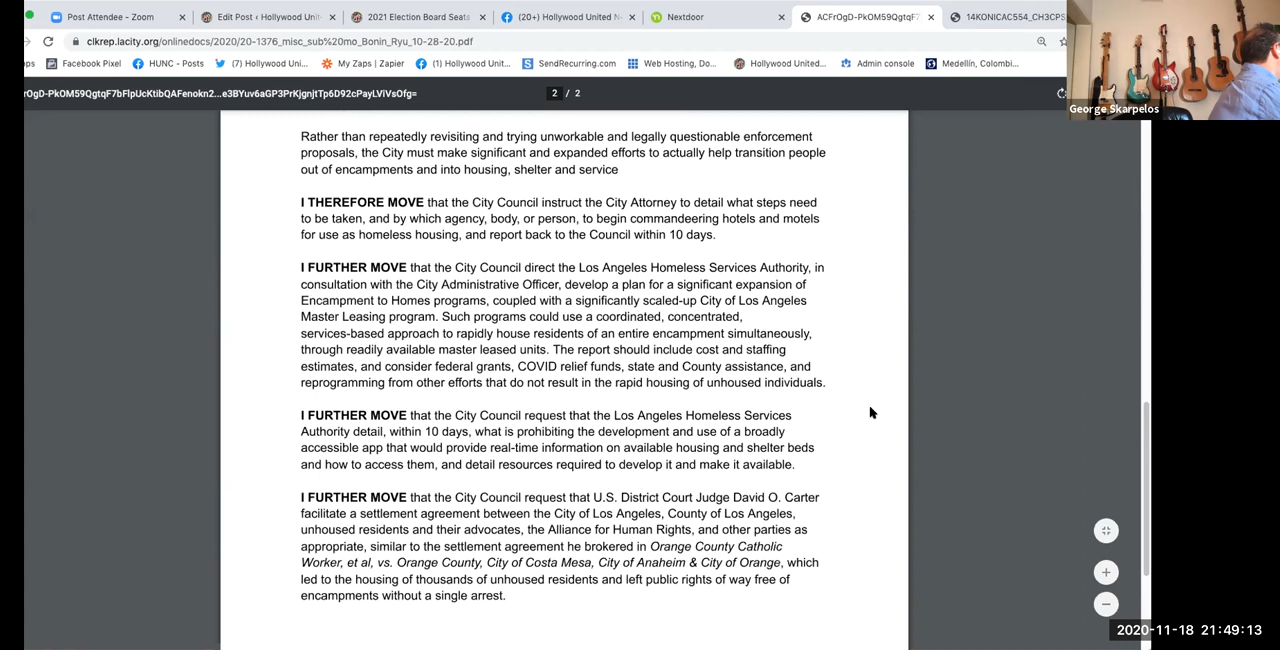 Post Attendee - Zoom
Edit Post ‹ Hollywood Unit
2021 Election Board Seats
(20+) Hollywood United N
Nextdoor
ACFrOgD-PkOM59QgtqF7
14KONICAC554_CH3CPS
clkrep.lacity.org/onlinedocs/2020/20-1376_misc_sub%20mo_Bonin_Ryu_10-28-20.pdf
Facebook Pixel
HUNC - Posts
(7) Hollywood Uni...
My Zaps | Zapier
(1) Hollywood Unit...
SendRecurring.com
Web Hosting, Do...
Hollywood United...
Admin console
Medellín, Colombi...
2 / 2
George Skarpelos
Rather than repeatedly revisiting and trying unworkable and legally questionable enforcement
proposals, the City must make significant and expanded efforts to actually help transition people
out of encampments and into housing, shelter and service
I THEREFORE MOVE that the City Council instruct the City Attorney to detail what steps need
to be taken, and by which agency, body, or person, to begin commandeering hotels and motels
for use as homeless housing, and report back to the Council within 10 days.
I FURTHER MOVE that the City Council direct the Los Angeles Homeless Services Authority, in
consultation with the City Administrative Officer, develop a plan for a significant expansion of
Encampment to Homes programs, coupled with a significantly scaled-up City of Los Angeles
Master Leasing program. Such programs could use a coordinated, concentrated,
services-based approach to rapidly house residents of an entire encampment simultaneously,
through readily available master leased units. The report should include cost and staffing
estimates, and consider federal grants, COVID relief funds, state and County assistance, and
reprogramming from other efforts that do not result in the rapid housing of unhoused individuals.
I FURTHER MOVE that the City Council request that the Los Angeles Homeless Services
Authority detail, within 10 days, what is prohibiting the development and use of a broadly
accessible app that would provide real-time information on available housing and shelter beds
and how to access them, and detail resources required to develop it and make it available.
I FURTHER MOVE that the City Council request that U.S. District Court Judge David O. Carter
facilitate a settlement agreement between the City of Los Angeles, County of Los Angeles,
unhoused residents and their advocates, the Alliance for Human Rights, and other parties as
appropriate, similar to the settlement agreement he brokered in Orange County Catholic
Worker, et al, vs. Orange County, City of Costa Mesa, City of Anaheim & City of Orange, which
led to the housing of thousands of unhoused residents and left public rights of way free of
encampments without a single arrest.
2020-11-18 21:49:13